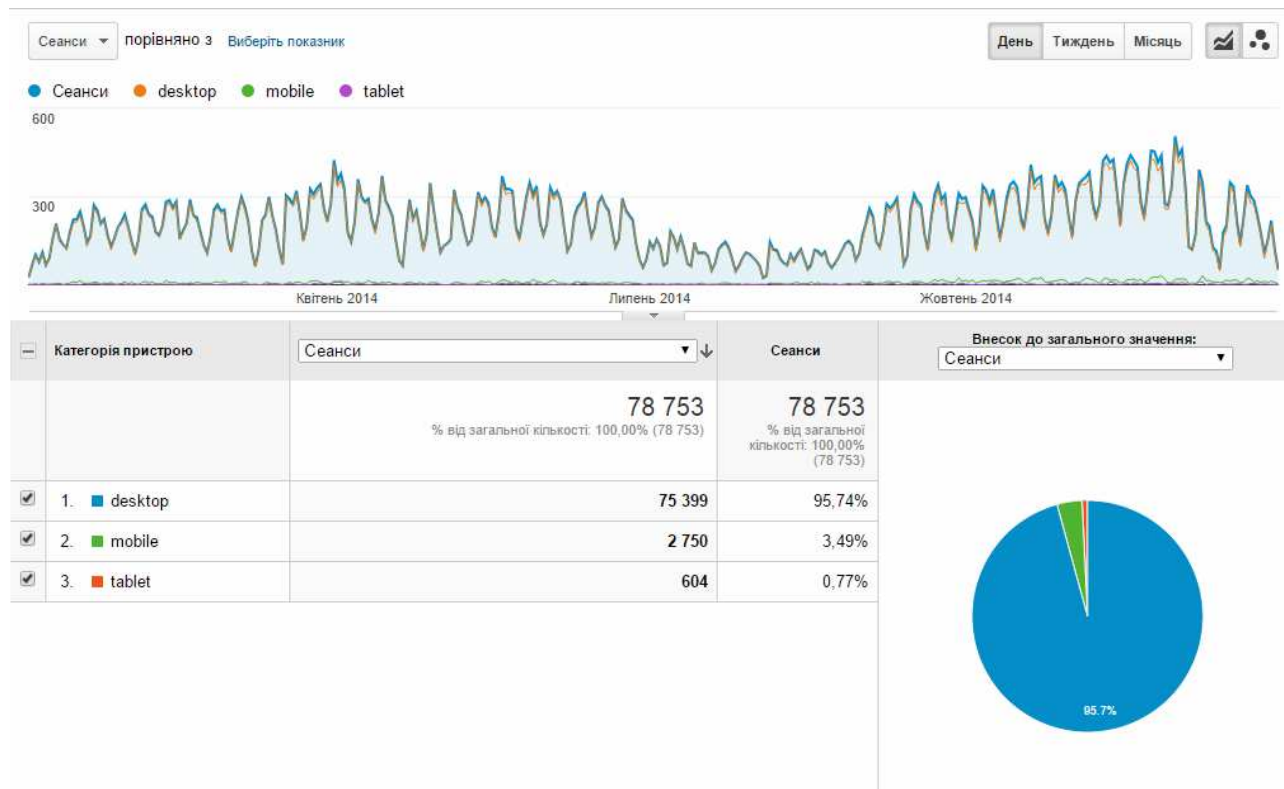 Сеанси порівняно з Виберіть показник День Тиждень Місяць
Сеанси desktop mobile tablet
600
300
Квітень 2014 Липень 2014 Жовтень 2014
Категорія пристрою Сеанси Сеанси Внесок до загального значення:
Сеанси
78 753 78 753
% від загальної кількості: 100,00% (78 753) % від загальної
кількості: 100,00%
(78 753)
1. desktop 75 399 95,74%
2. mobile 2 750 3,49%
3. tablet 604 0,77%
95.7%